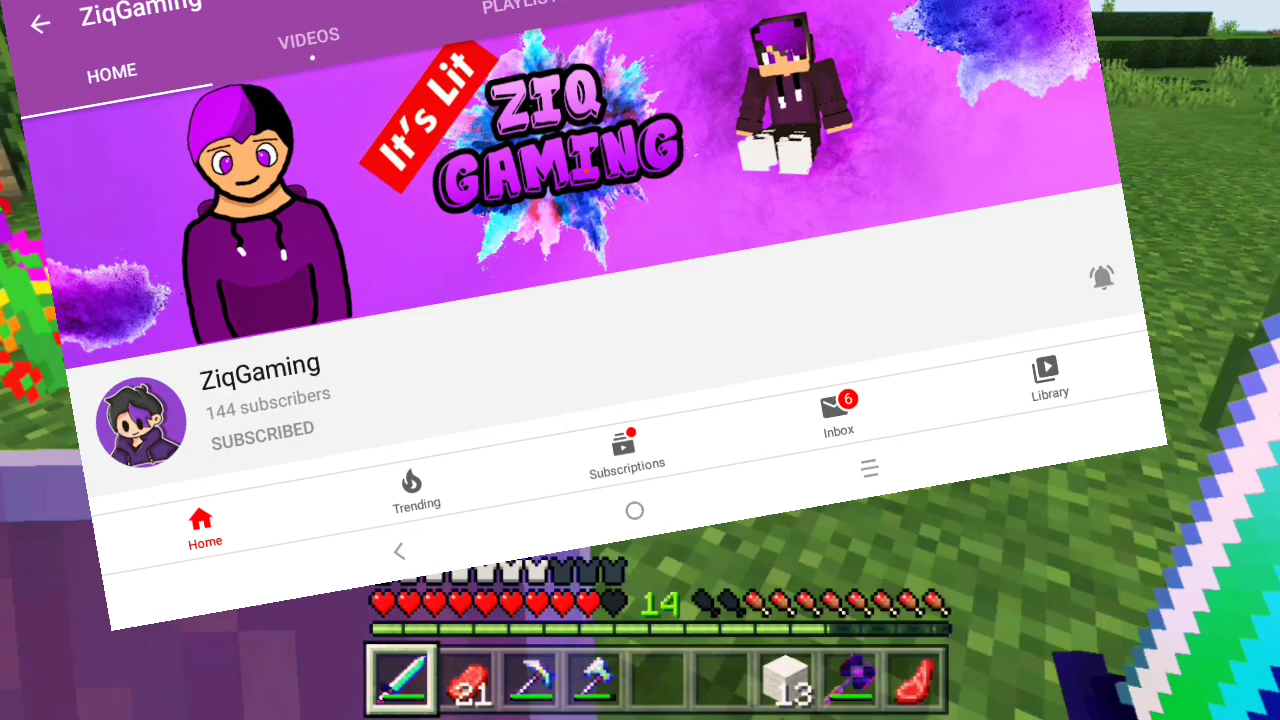 ZiqGaming
HOME
VIDEOS
It's Lit
ZIQ
GAMING
ZiqGaming
144 subscribers
SUBSCRIBED
Home
Trending
Subscriptions
6
Inbox
Library
14
21
13